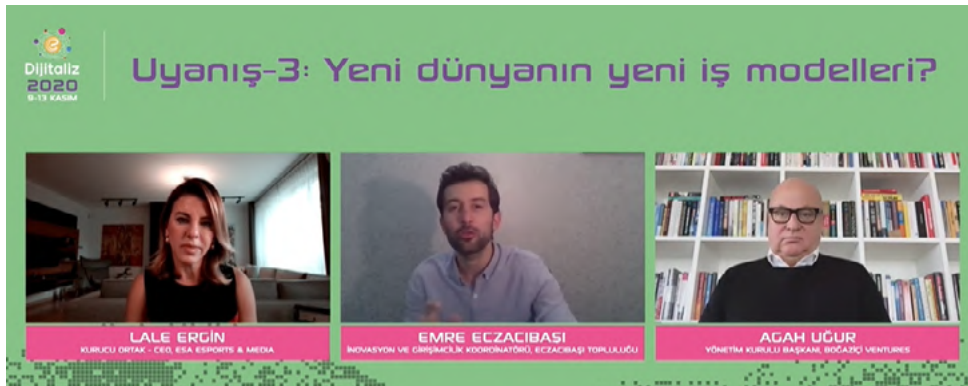 Dijitaliz
2020
9-13 KASIM
Uyanış-3: Yeni dünyanın yeni iş modelleri?
LALE ERGİN
KURUCU ORTAK - CEO, ESA ESPORTS & MEDIA
EMRE ECZACIBAŞI
İNOVASYON VE GİRİŞİMCİLİK KOORDİNATÖRÜ, ECZACIBAŞI TOPLULUĞU
AGAH UĞUR
YÖNETİM KURULU BAŞKANI, BOĞAZİÇİ VENTURES